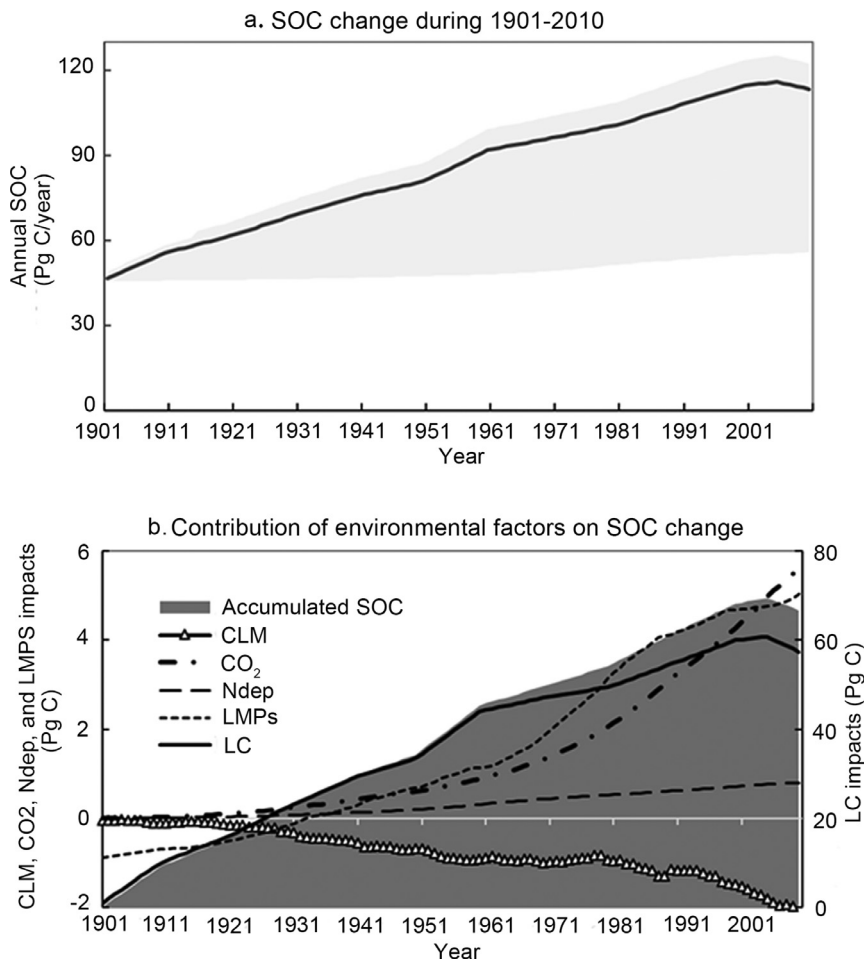 a. SOC change during 1901-2010
Annual SOC
(Pg C/year)
120
90
60
30
0
1901 1911 1921 1931 1941 1951 1961 1971 1981 1991 2001
Year
b. Contribution of environmental factors on SOC change
CLM, CO2, Ndep, and LMPS impacts
(Pg C)
6
4
2
0
-2
Accumulated SOC
CLM
CO₂
Ndep
LMPs
LC
80
60
40
20
0
LC impacts (Pg C)
1901 1911 1921 1931 1941 1951 1961 1971 1981 1991 2001
Year